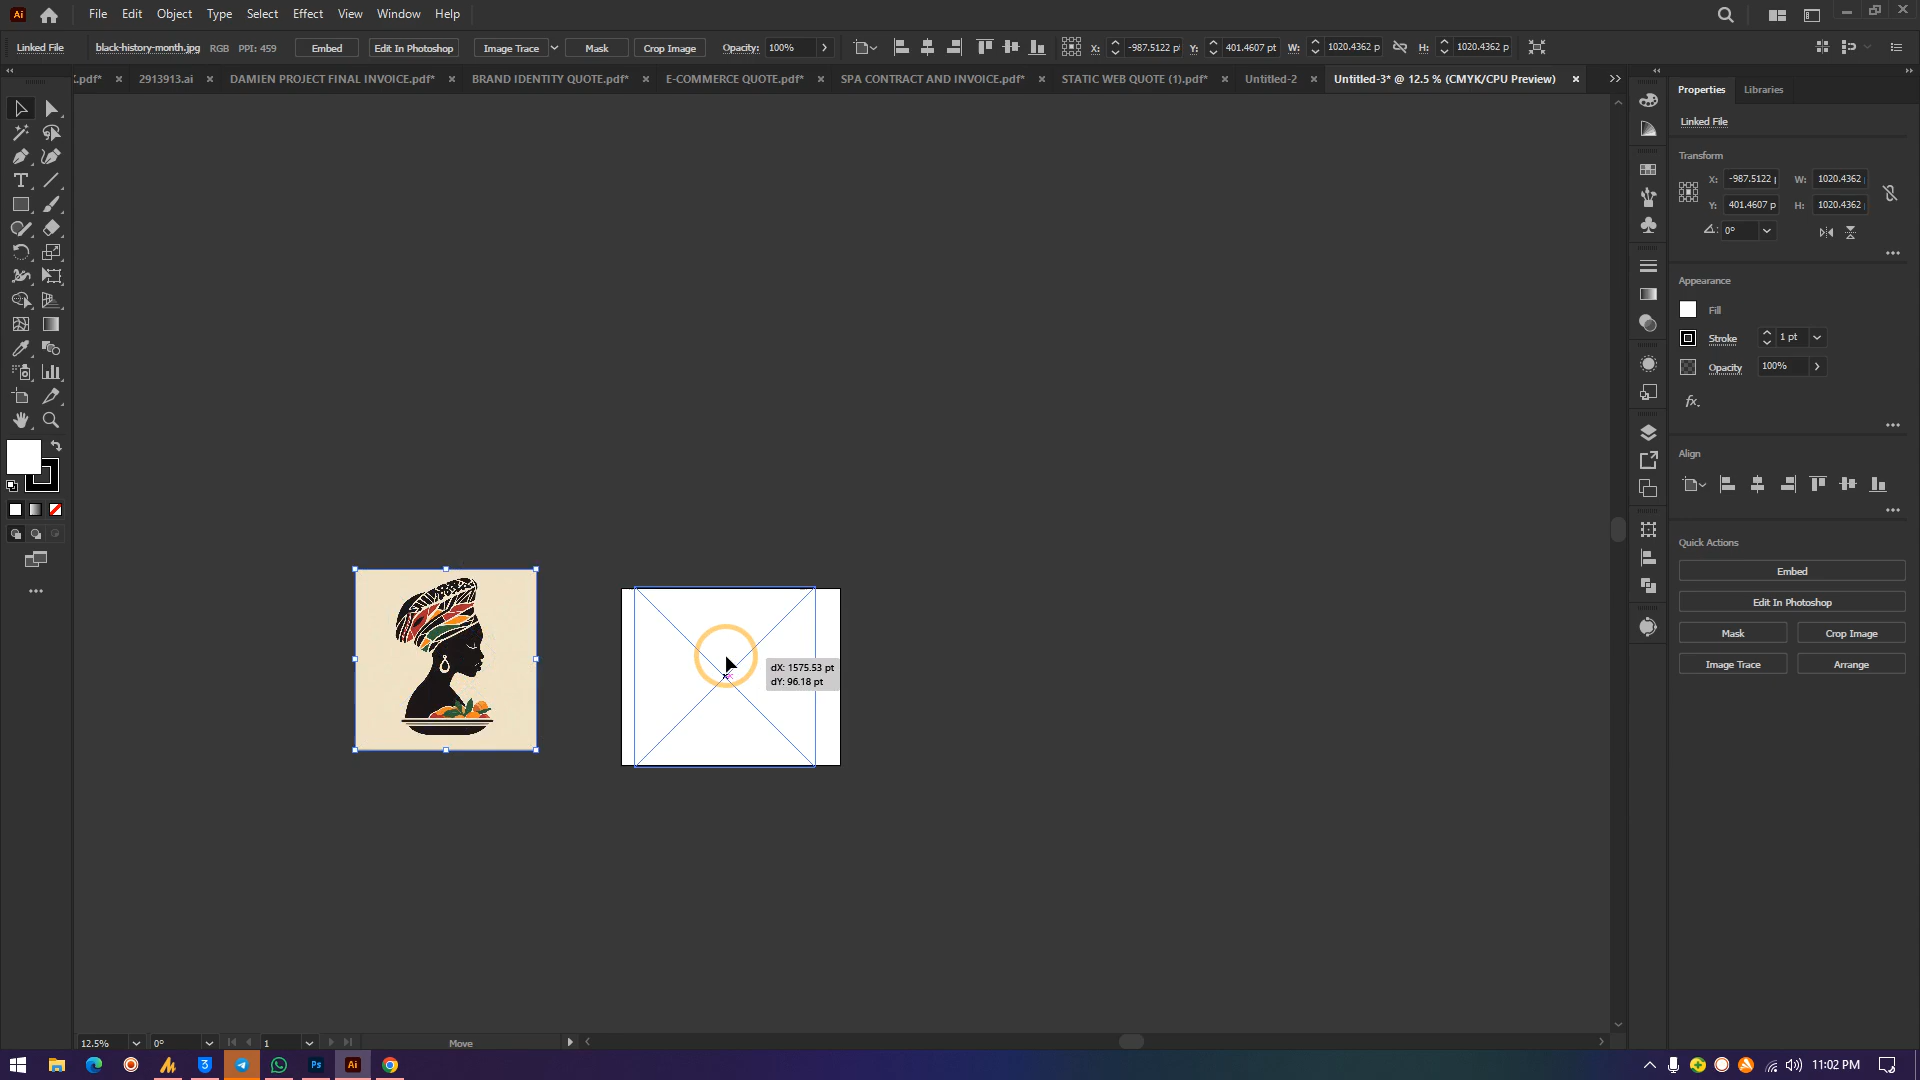 Ai File Edit Object Type Select Effect View Window Help
Linked File black-history-month.jpg RGB PPI: 459 Embed Edit In Photoshop Image Trace Mask Crop Image Opacity: 100% X: -987.5122 pt Y: 401.4607 pt W: 1020.4362 p H: 1020.4362 p
.pdf* × 2913913.ai × DAMIEN PROJECT FINAL INVOICE.pdf* × BRAND IDENTITY QUOTE.pdf* × E-COMMERCE QUOTE.pdf* × SPA CONTRACT AND INVOICE.pdf* × STATIC WEB QUOTE (1).pdf* × Untitled-2 × Untitled-3* @ 12.5 % (CMYK/CPU Preview) ×
Properties Libraries
Linked File
Transform
X: -987.5122 W: 1020.4362
Y: 401.4607 p H: 1020.4362
0°
Appearance
Fill
Stroke 1 pt
Opacity 100%
fx.
Align
Quick Actions
Embed
Edit In Photoshop
Mask Crop Image
Image Trace Arrange
dX: 1575.53 pt
dY: 96.18 pt
12.5% 0° 1 Move
Ps Ai 11:02 PM